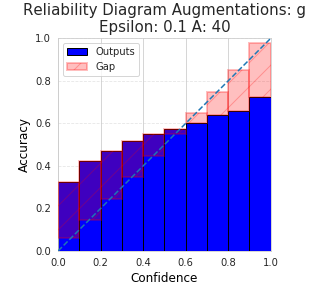 Reliability Diagram Augmentations: g
Epsilon: 0.1 A: 40
1.0
Outputs
Gap
0.8
0.6
0.4
0.2
0.0
Accuracy
0.0 0.2 0.4 0.6 0.8 1.0
Confidence